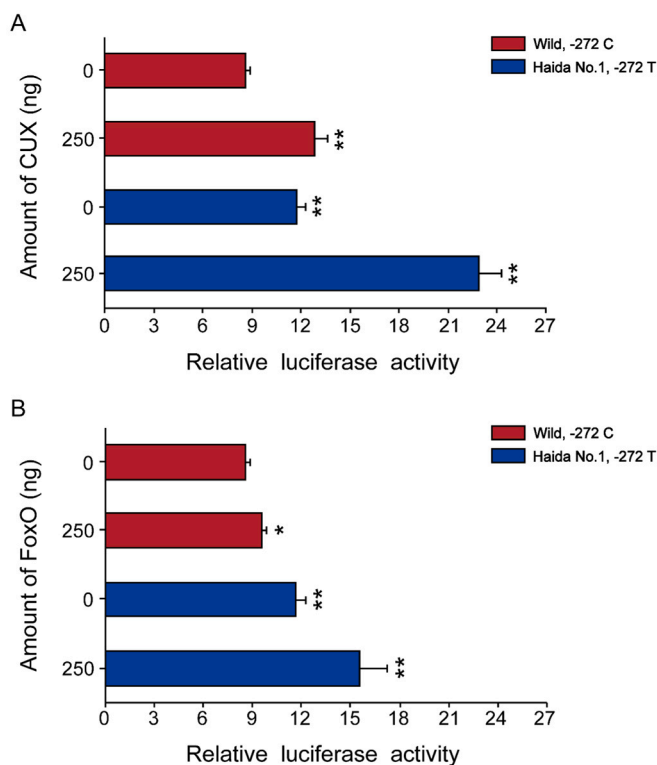 A
Wild, -272 C
Haida No.1, -272 T
Amount of CUX (ng)
0
**
250
**
0
**
250
0 3 6 9 12 15 18 21 24 27
Relative luciferase activity
B
Wild, -272 C
Haida No.1, -272 T
Amount of FoxO (ng)
0
*
250
**
0
**
250
0 3 6 9 12 15 18 21 24 27
Relative luciferase activity